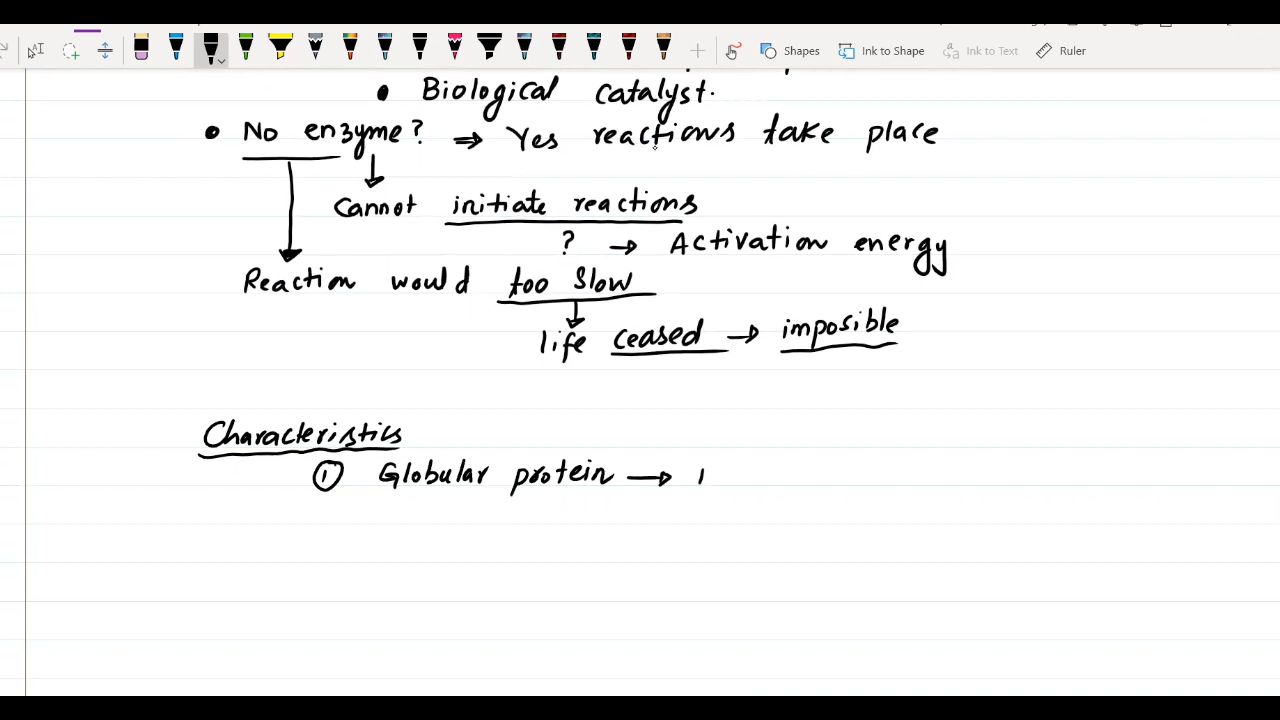 Shapes Ink to Shape Ink to Text Ruler
• Biological catalyst.
• No enzyme? ⇒ Yes reactions take place
Cannot initiate reactions
? → Activation energy
Reaction would too slow
life ceased → imposible
Characteristics
① Globular protein →